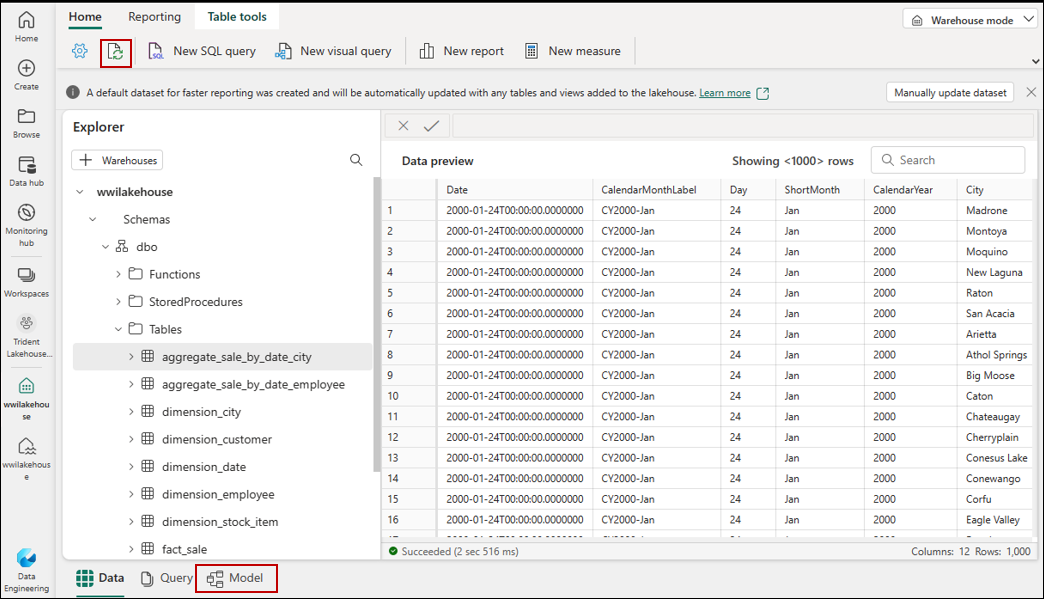 Home
Create
Browse
Data hub
Monitoring
hub
Workspaces
Trident
Lakehouse...
wwilakehou
se
wwilakehous
e
Data
Engineering
Home Reporting Table tools
Warehouse mode
SQL New SQL query New visual query New report New measure
A default dataset for faster reporting was created and will be automatically updated with any tables and views added to the lakehouse. Learn more Manually update dataset
Explorer
+ Warehouses
wwilakehouse
Schemas
dbo
Functions
StoredProcedures
Tables
aggregate_sale_by_date_city
aggregate_sale_by_date_employee
dimension_city
dimension_customer
dimension_date
dimension_employee
dimension_stock_item
fact_sale
Data preview Showing <1000> rows Search
Date CalendarMonthLabel Day ShortMonth CalendarYear City
1 2000-01-24T00:00:00.0000000 CY2000-Jan 24 Jan 2000 Madrone
2 2000-01-24T00:00:00.0000000 CY2000-Jan 24 Jan 2000 Montoya
3 2000-01-24T00:00:00.0000000 CY2000-Jan 24 Jan 2000 Moquino
4 2000-01-24T00:00:00.0000000 CY2000-Jan 24 Jan 2000 New Laguna
5 2000-01-24T00:00:00.0000000 CY2000-Jan 24 Jan 2000 Raton
6 2000-01-24T00:00:00.0000000 CY2000-Jan 24 Jan 2000 San Acacia
7 2000-01-24T00:00:00.0000000 CY2000-Jan 24 Jan 2000 Arietta
8 2000-01-24T00:00:00.0000000 CY2000-Jan 24 Jan 2000 Athol Springs
9 2000-01-24T00:00:00.0000000 CY2000-Jan 24 Jan 2000 Big Moose
10 2000-01-24T00:00:00.0000000 CY2000-Jan 24 Jan 2000 Caton
11 2000-01-24T00:00:00.0000000 CY2000-Jan 24 Jan 2000 Chateaugay
12 2000-01-24T00:00:00.0000000 CY2000-Jan 24 Jan 2000 Cherryplain
13 2000-01-24T00:00:00.0000000 CY2000-Jan 24 Jan 2000 Conesus Lake
14 2000-01-24T00:00:00.0000000 CY2000-Jan 24 Jan 2000 Conewango
15 2000-01-24T00:00:00.0000000 CY2000-Jan 24 Jan 2000 Corfu
16 2000-01-24T00:00:00.0000000 CY2000-Jan 24 Jan 2000 Eagle Valley
Succeeded (2 sec 516 ms) Columns: 12 Rows: 1,000
Data Query Model